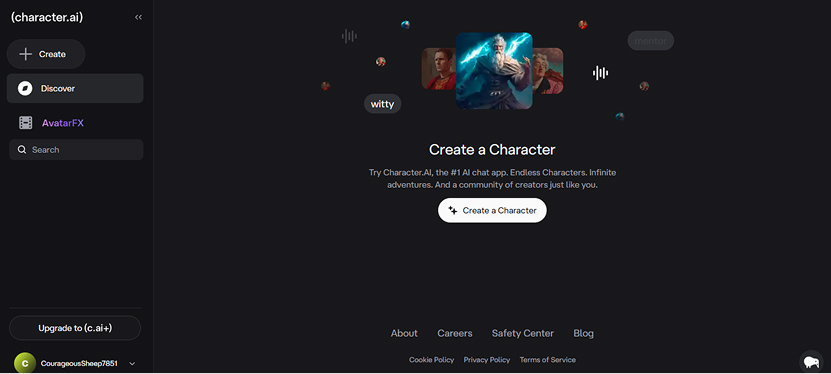 (character.ai)
Create
Discover
AvatarFX
Search
Upgrade to (c.ai+)
C
CourageousSheep7851
witty
mentor
Create a Character
Try Character.AI, the #1 AI chat app. Endless Characters. Infinite
adventures. And a community of creators just like you.
Create a Character
About Careers Safety Center Blog
Cookie Policy Privacy Policy Terms of Service